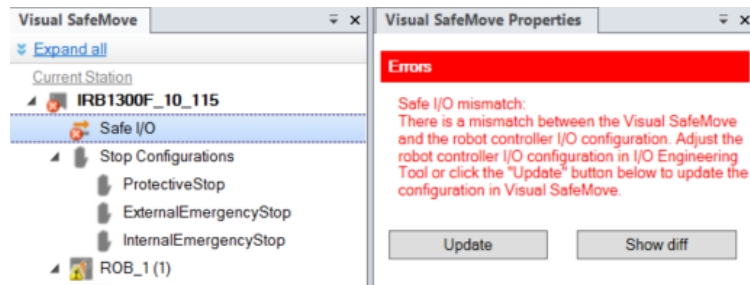 Visual SafeMove
Expand all
Current Station
IRB1300F_10_115
Safe I/O
Stop Configurations
ProtectiveStop
ExternalEmergencyStop
InternalEmergencyStop
ROB_1 (1)
Visual SafeMove Properties
Errors
Safe I/O mismatch:
There is a mismatch between the Visual SafeMove
and the robot controller I/O configuration. Adjust the
robot controller I/O configuration in I/O Engineering
Tool or click the "Update" button below to update the
configuration in Visual SafeMove.
Update
Show diff